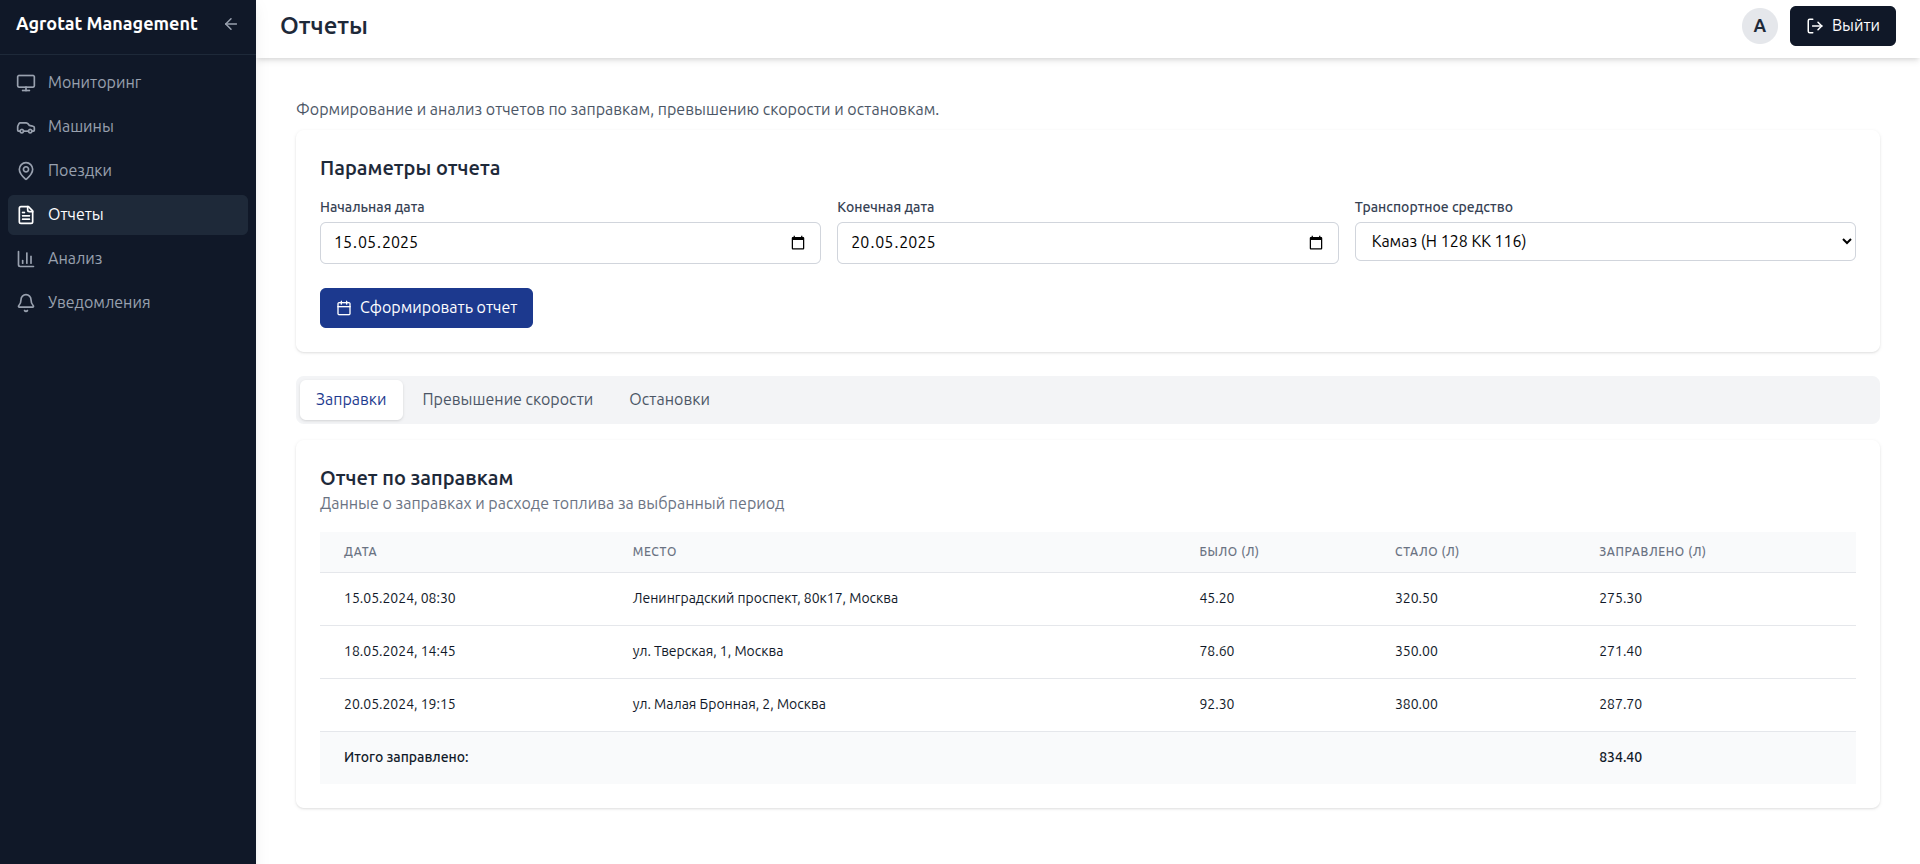 Agrotat Management
Отчеты
A
Выйти
Мониторинг
Машины
Поездки
Отчеты
Анализ
Уведомления
Формирование и анализ отчетов по заправкам, превышению скорости и остановкам.
Параметры отчета
Начальная дата Конечная дата Транспортное средство
15.05.2025 20.05.2025 Камаз (Н 128 КК 116)
Сформировать отчет
Заправки Превышение скорости Остановки
Отчет по заправкам
Данные о заправках и расходе топлива за выбранный период
ДАТА МЕСТО БЫЛО (Л) СТАЛО (Л) ЗАПРАВЛЕНО (Л)
15.05.2024, 08:30 Ленинградский проспект, 80к17, Москва 45.20 320.50 275.30
18.05.2024, 14:45 ул. Тверская, 1, Москва 78.60 350.00 271.40
20.05.2024, 19:15 ул. Малая Бронная, 2, Москва 92.30 380.00 287.70
Итого заправлено: 834.40